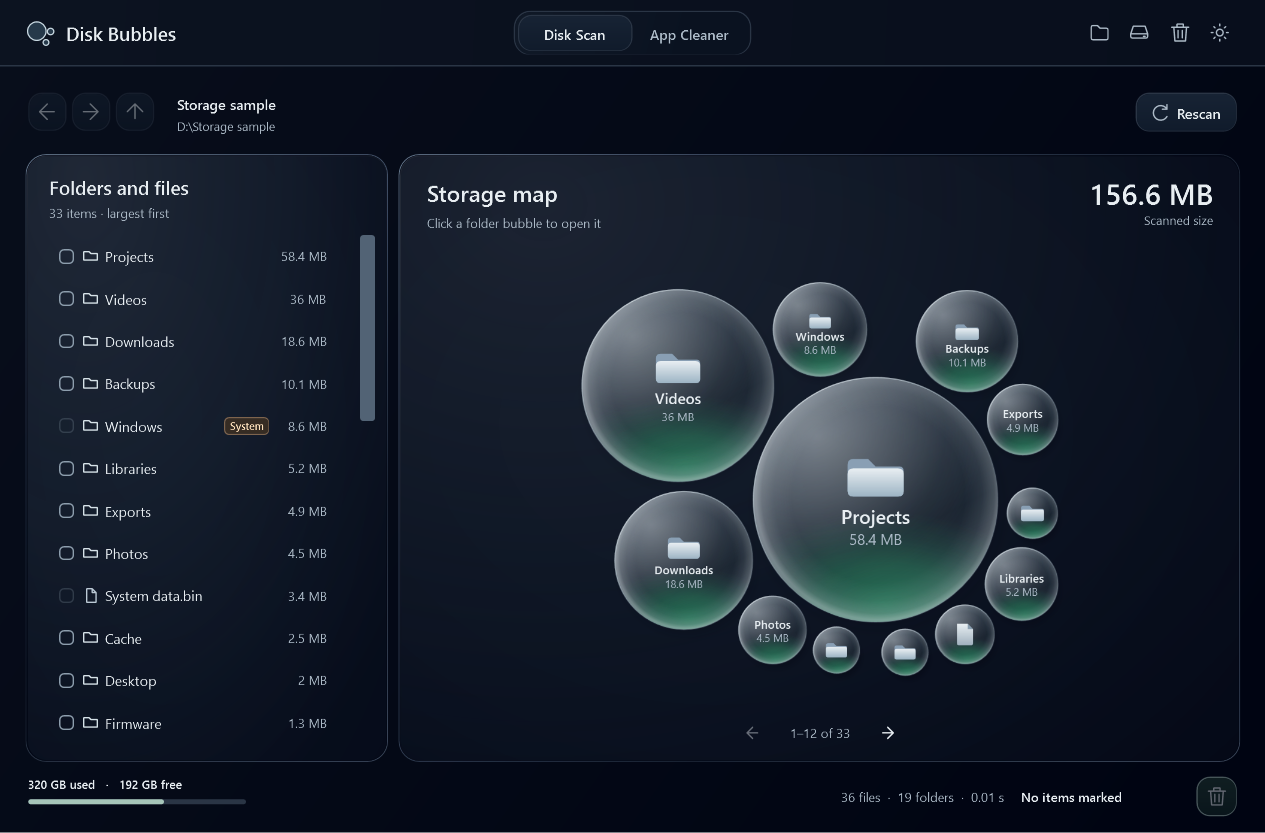 Disk Bubbles
Disk Scan
App Cleaner
Storage sample
D:\Storage sample
Rescan
Folders and files
33 items · largest first
Projects 58.4 MB
Videos 36 MB
Downloads 18.6 MB
Backups 10.1 MB
Windows System 8.6 MB
Libraries 5.2 MB
Exports 4.9 MB
Photos 4.5 MB
System data.bin 3.4 MB
Cache 2.5 MB
Desktop 2 MB
Firmware 1.3 MB
Storage map
Click a folder bubble to open it
156.6 MB
Scanned size
Windows
8.6 MB
Backups
10.1 MB
Videos
36 MB
Exports
4.9 MB
Projects
58.4 MB
Downloads
18.6 MB
Libraries
5.2 MB
Photos
4.5 MB
1–12 of 33
320 GB used · 192 GB free
36 files · 19 folders · 0.01 s No items marked